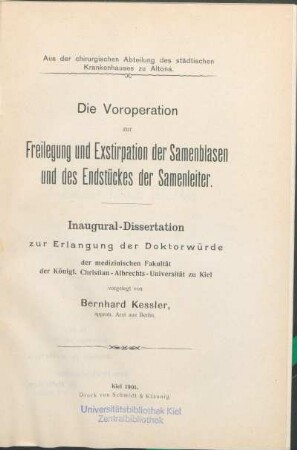 Aus der chirurgischen Abteilung des städtischen
Krankenhauses zu Altona.
Die Voroperation
zur
Freilegung und Exstirpation der Samenblasen
und des Endstückes der Samenleiter.
Inaugural-Dissertation
zur Erlangung der Doktorwürde
der medizinischen Fakultät
der Königl. Christian-Albrechts-Universität zu Kiel
vorgelegt von
Bernhard Kessler,
approb. Arzt aus Berlin.
Kiel 1901.
Druck von Schmidt & Klaunig
Universitätsbibliothek Kiel
Zentralbibliothek